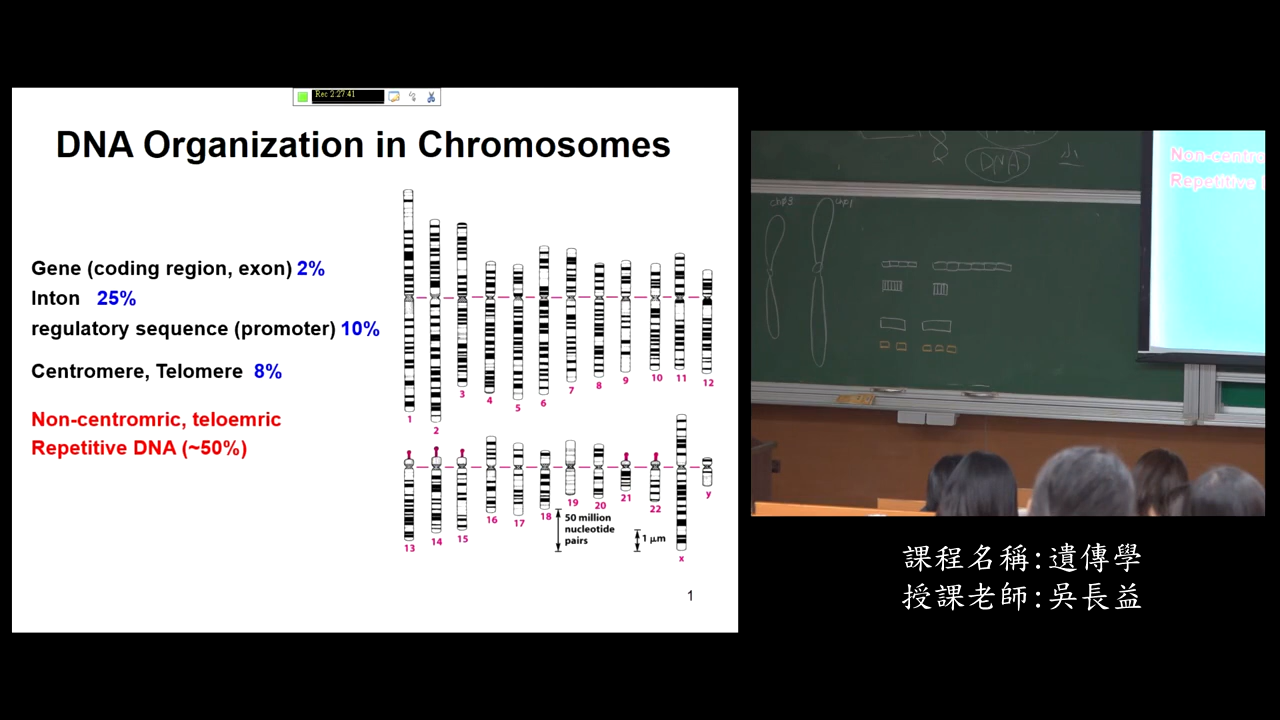 Rec 2:27:41
DNA Organization in Chromosomes
Gene (coding region, exon) 2%
Inton 25%
regulatory sequence (promoter) 10%
Centromere, Telomere 8%
Non-centromric, teloemric
Repetitive DNA (~50%)
1
2
3
4
5
6
7
8
9
10
11
12
13
14
15
16
17
18
19
20
21
22
x
y
50 million
nucleotide
pairs
1 µm
1
DNA
Non-centro
Repetitive
課程名稱:遺傳學
授課老師:吳長益